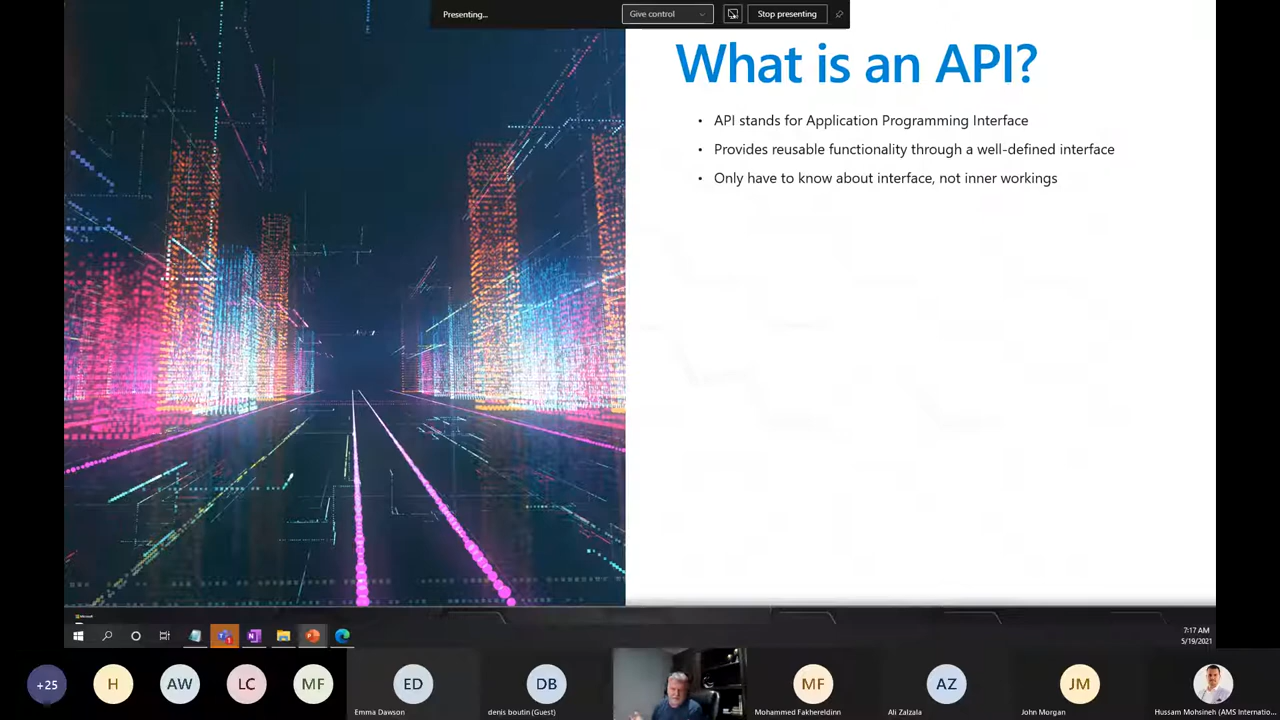 Presenting...
Give control
Stop presenting
What is an API?
• API stands for Application Programming Interface
• Provides reusable functionality through a well-defined interface
• Only have to know about interface, not inner workings
Microsoft
7:17 AM
5/19/2021
+25
H
AW
LC
MF
ED
Emma Dawson
DB
denis boutin (Guest)
MF
Mohammed Fakhereldinn
AZ
Ali Zalzala
JM
John Morgan
Hussam Mohsineh (AMS Internatio...